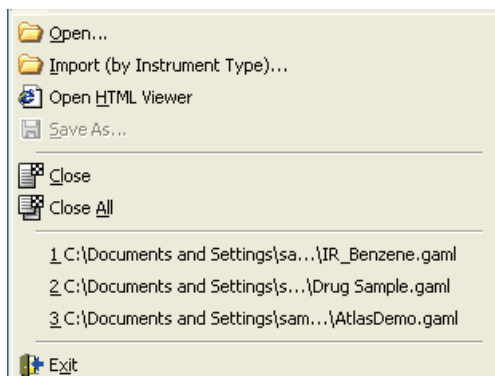 Open...
Import (by Instrument Type)...
Open HTML Viewer
Save As...
Close
Close All
1 C:\Documents and Settings\sa...\IR_Benzene.gaml
2 C:\Documents and Settings\s...\Drug Sample.gaml
3 C:\Documents and Settings\sam...\AtlasDemo.gaml
Exit